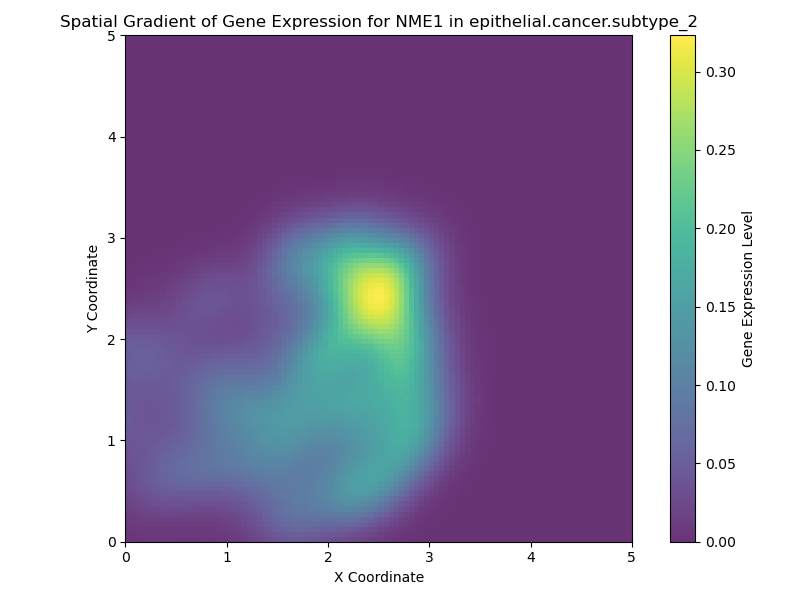 Spatial Gradient of Gene Expression for NME1 in epithelial.cancer.subtype_2
5
4
3
2
1
0
Y Coordinate
0 1 2 3 4 5
X Coordinate
0.30
0.25
0.20
0.15
0.10
0.05
0.00
Gene Expression Level